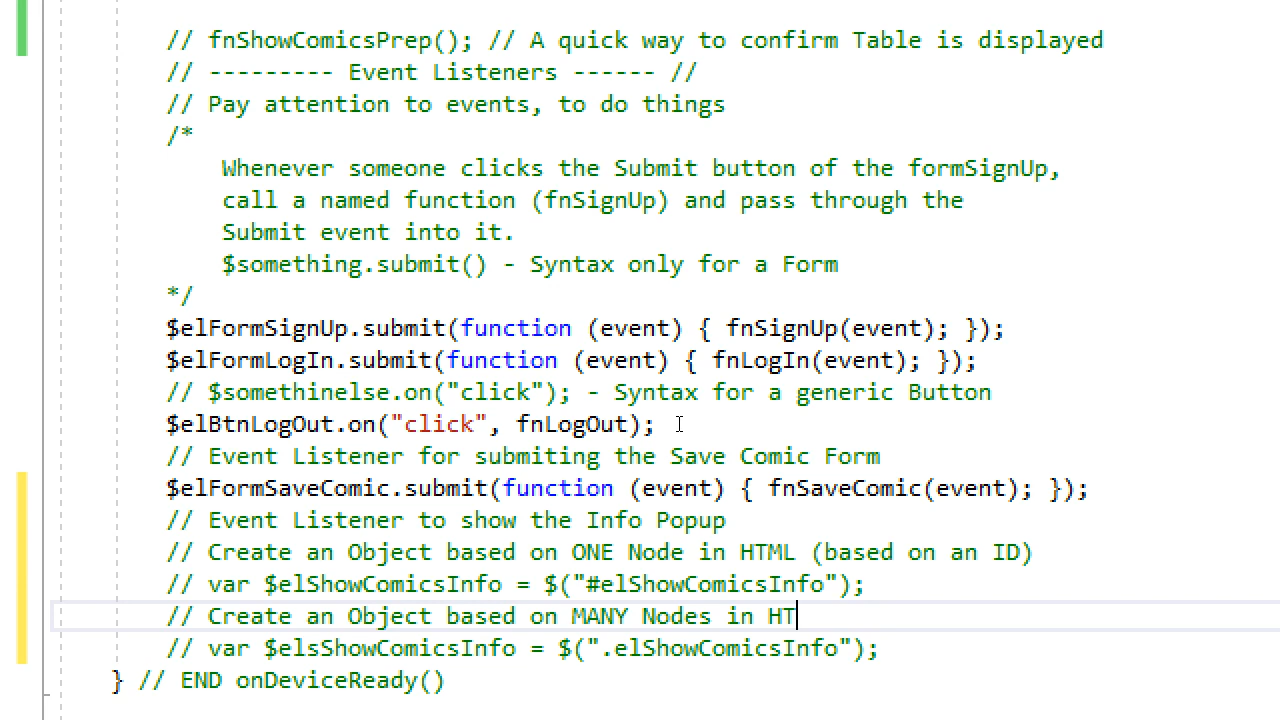 // fnShowComicsPrep(); // A quick way to confirm Table is displayed
// --------- Event Listeners ------ //
// Pay attention to events, to do things
/*
Whenever someone clicks the Submit button of the formSignUp,
call a named function (fnSignUp) and pass through the
Submit event into it.
$something.submit() - Syntax only for a Form
*/
$elFormSignUp.submit(function (event) { fnSignUp(event); });
$elFormLogIn.submit(function (event) { fnLogIn(event); });
// $somethinelse.on("click"); - Syntax for a generic Button
$elBtnLogOut.on("click", fnLogOut);
// Event Listener for submiting the Save Comic Form
$elFormSaveComic.submit(function (event) { fnSaveComic(event); });
// Event Listener to show the Info Popup
// Create an Object based on ONE Node in HTML (based on an ID)
// var $elShowComicsInfo = $("#elShowComicsInfo");
// Create an Object based on MANY Nodes in HT
// var $elsShowComicsInfo = $(".elShowComicsInfo");
} // END onDeviceReady()